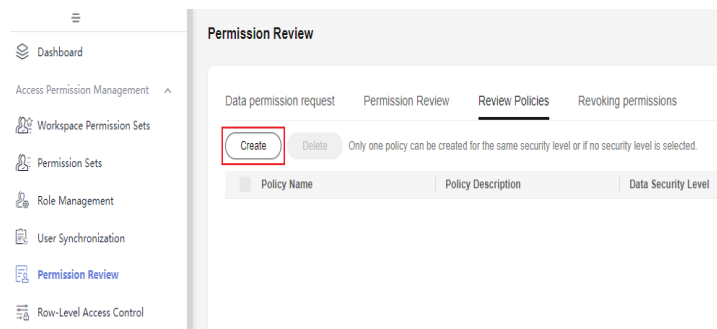 Dashboard
Access Permission Management
Workspace Permission Sets
Permission Sets
Role Management
User Synchronization
Permission Review
Row-Level Access Control
Permission Review
Data permission request Permission Review Review Policies Revoking permissions
Create Delete Only one policy can be created for the same security level or if no security level is selected.
Policy Name Policy Description Data Security Level